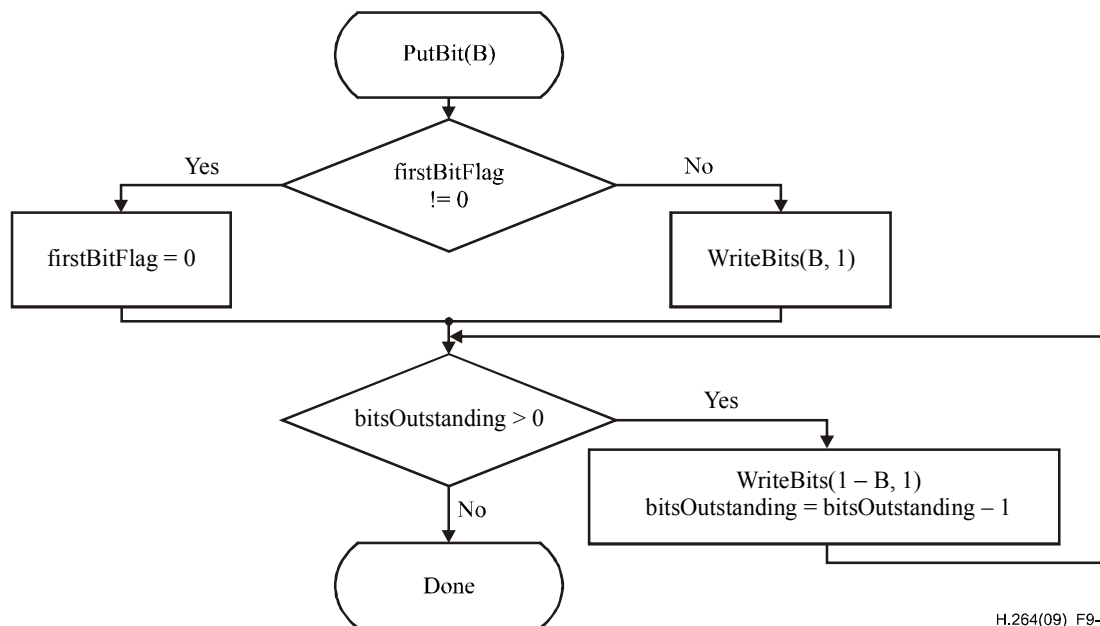 PutBit(B)
Yes
firstBitFlag
!= 0
No
firstBitFlag = 0
WriteBits(B, 1)
bitsOutstanding > 0
Yes
WriteBits(1 – B, 1)
bitsOutstanding = bitsOutstanding – 1
No
Done
H.264(09)_F9-